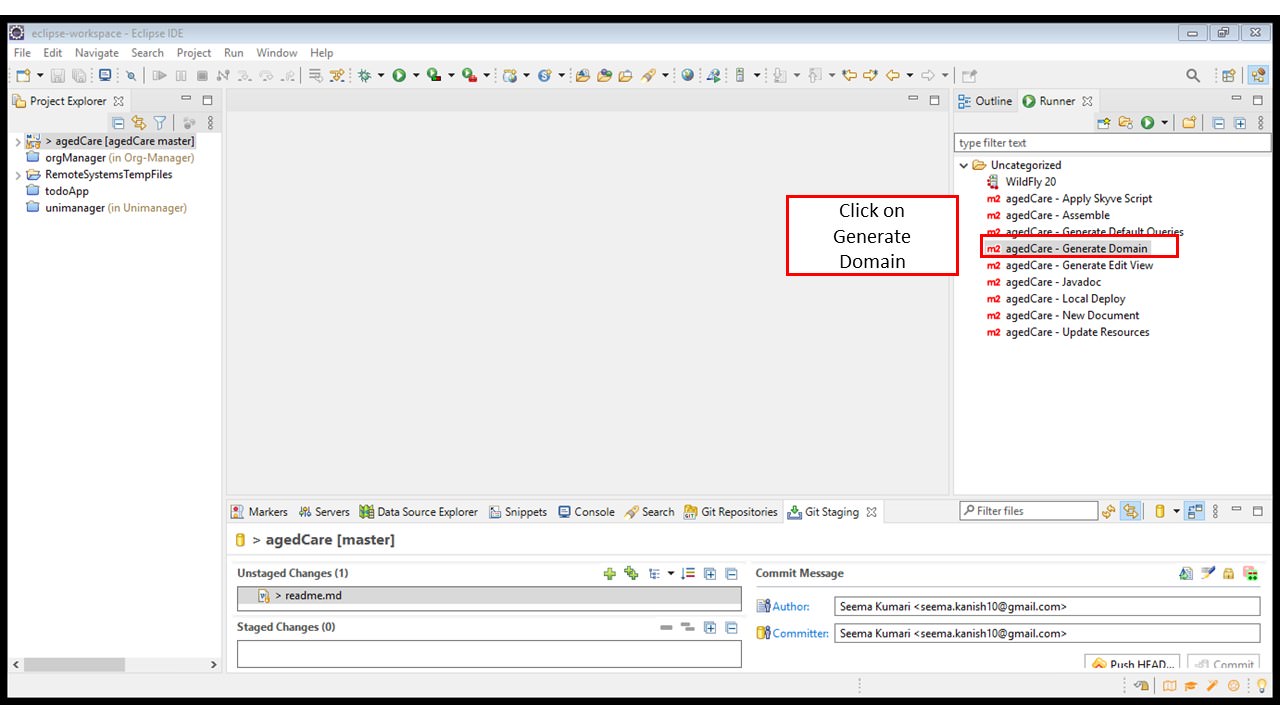 eclipse-workspace - Eclipse IDE
File Edit Navigate Search Project Run Window Help
Project Explorer
> agedCare [agedCare master]
orgManager (in Org-Manager)
RemoteSystemsTempFiles
todoApp
unimanager (in Unimanager)
Click on
Generate
Domain
Outline Runner
type filter text
Uncategorized
WildFly 20
m2 agedCare - Apply Skyve Script
m2 agedCare - Assemble
m2 agedCare - Generate Default Queries
m2 agedCare - Generate Domain
m2 agedCare - Generate Edit View
m2 agedCare - Javadoc
m2 agedCare - Local Deploy
m2 agedCare - New Document
m2 agedCare - Update Resources
Markers Servers Data Source Explorer Snippets Console Search Git Repositories Git Staging
Filter files
> agedCare [master]
Unstaged Changes (1)
> readme.md
Staged Changes (0)
Commit Message
Author: Seema Kumari <seema.kanish10@gmail.com>
Committer: Seema Kumari <seema.kanish10@gmail.com>
Push HEAD... Commit